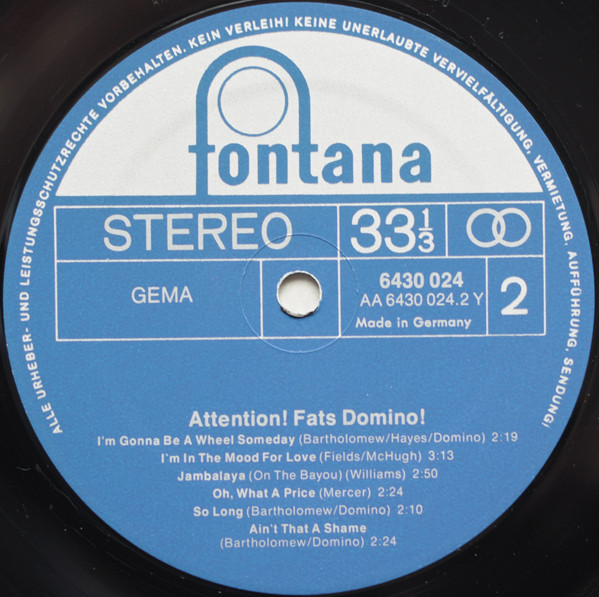 ALLE URHEBER- UND LEISTUNGSSCHUTZRECHTE VORBEHALTEN. KEIN VERLEIH! KEINE UNERLAUBTE VERVIELFÄLTIGUNG, VERMIETUNG, AUFFÜHRUNG, SENDUNG!
fontana
STEREO 33 1/3
GEMA
6430 024
AA 6430 024.2 Y
Made in Germany
2
Attention! Fats Domino!
I'm Gonna Be A Wheel Someday (Bartholomew/Hayes/Domino) 2:19
I'm In The Mood For Love (Fields/McHugh) 3:13
Jambalaya (On The Bayou) (Williams) 2:50
Oh, What A Price (Mercer) 2:24
So Long (Bartholomew/Domino) 2:10
Ain't That A Shame
(Bartholomew/Domino) 2:24